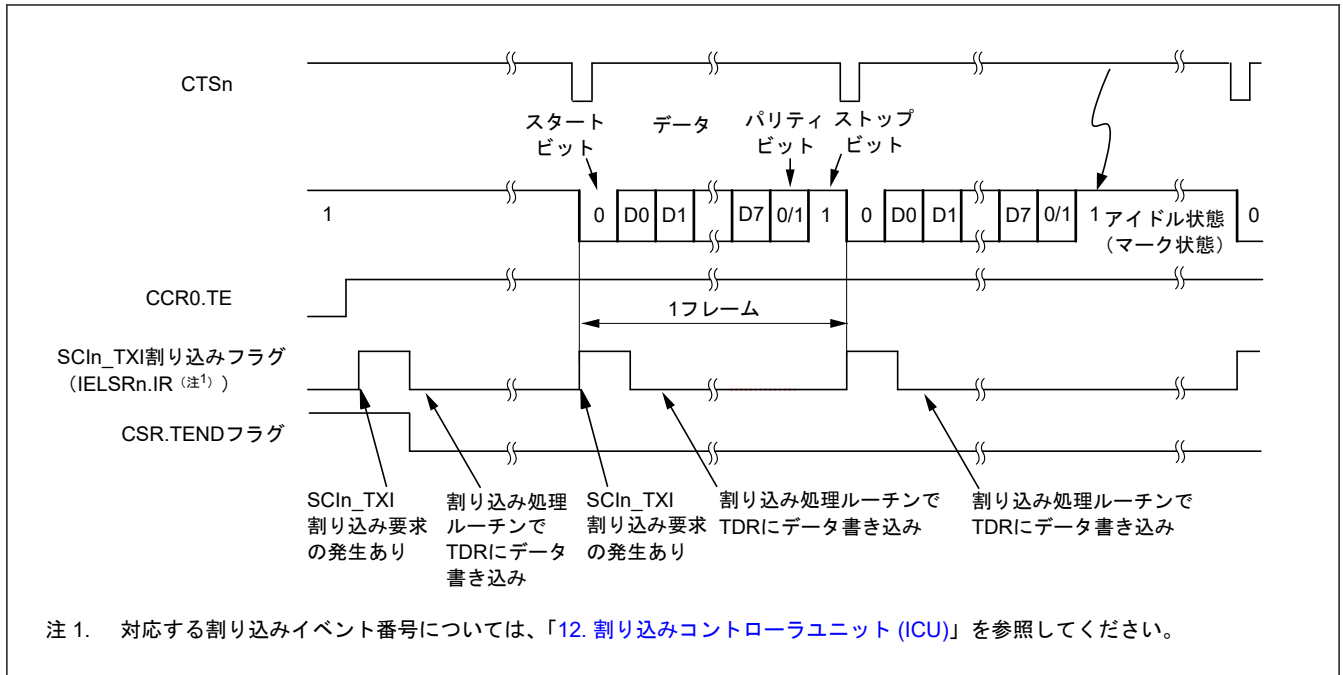 CTSn
スタート
ビット
データ
パリティ
ビット
ストップ
ビット
1
0
D0
D1
D7
0/1
1
0
D0
D1
D7
0/1
1
アイドル状態
(マーク状態)
0
CCR0.TE
1フレーム
SCIn_TXI割り込みフラグ
(IELSRn.IR (注1) )
CSR.TENDフラグ
SCIn_TXI
割り込み要求
の発生あり
割り込み処理
ルーチンで
TDRにデータ
書き込み
SCIn_TXI
割り込み要求
の発生あり
割り込み処理ルーチンで
TDRにデータ書き込み
割り込み処理ルーチンで
TDRにデータ書き込み
注 1. 対応する割り込みイベント番号については、「12. 割り込みコントローラユニット (ICU)」を参照してください。